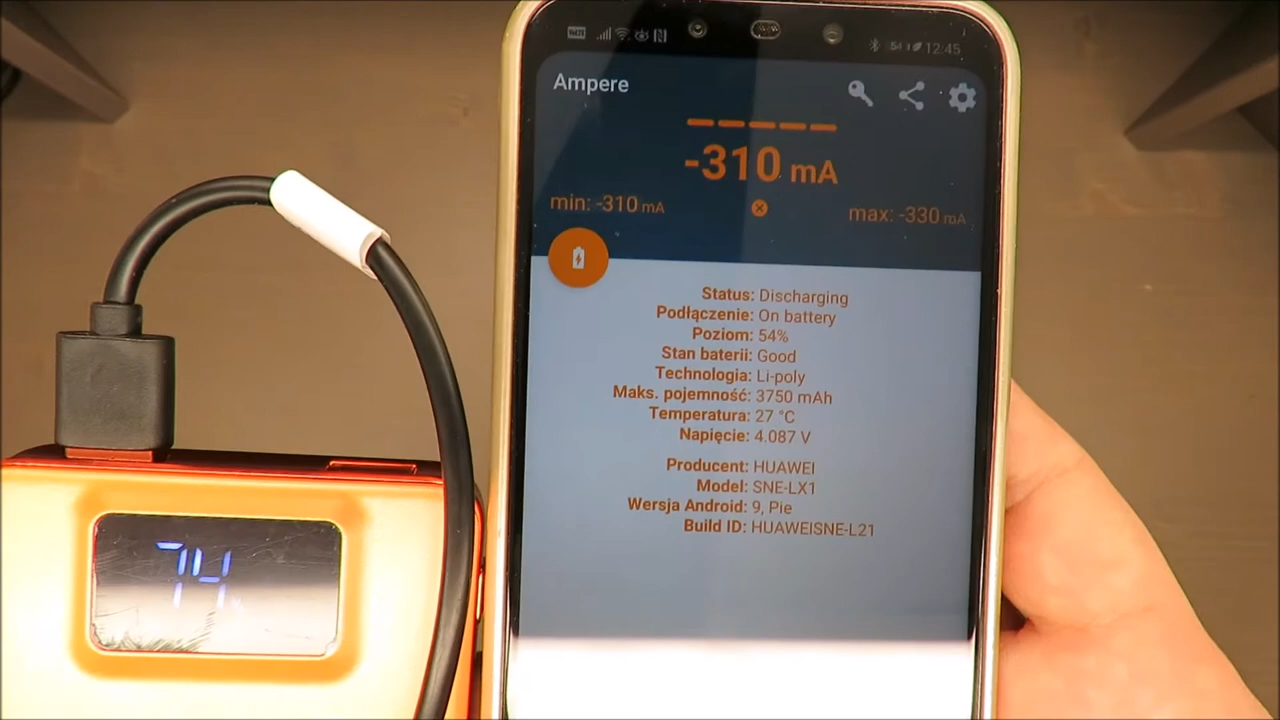 54 12:45
Ampere
-310 mA
min: -310 mA max: -330 mA
Status: Discharging
Podłączenie: On battery
Poziom: 54%
Stan baterii: Good
Technologia: Li-poly
Maks. pojemność: 3750 mAh
Temperatura: 27 °C
Napięcie: 4.087 V
Producent: HUAWEI
Model: SNE-LX1
Wersja Android: 9, Pie
Build ID: HUAWEISNE-L21
74